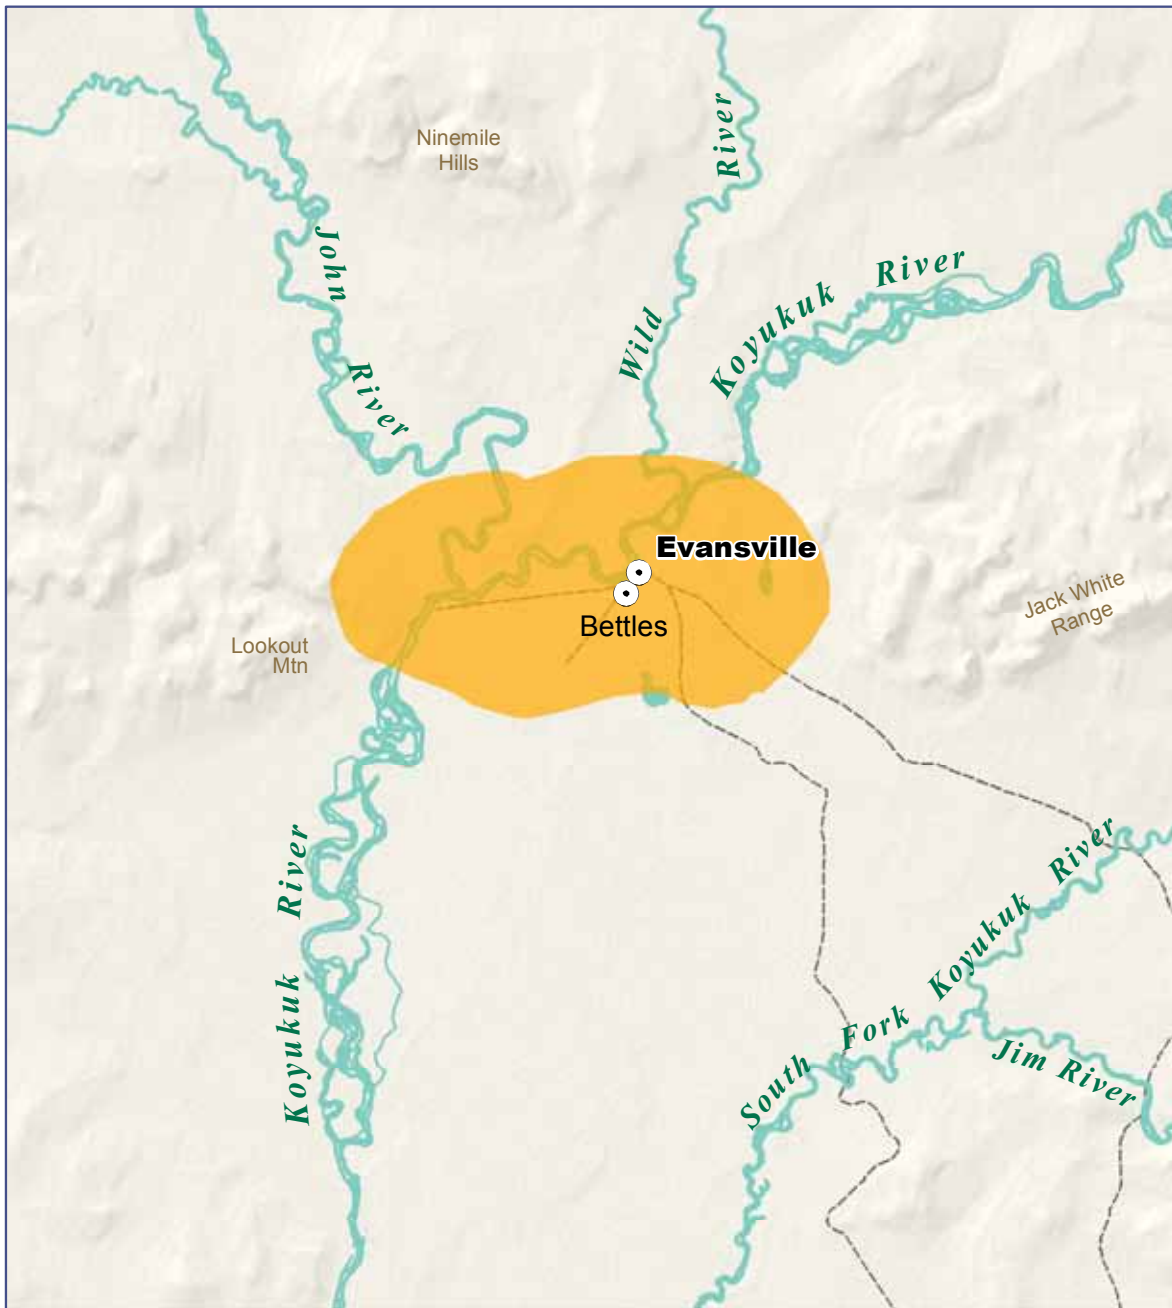 Ninemile
Hills
River
John
River
Wild
Koyukuk River
Evansville
Bettles
Jack White
Range
Lookout
Mtn
Koyukuk River
South Fork Koyukuk River
Jim River